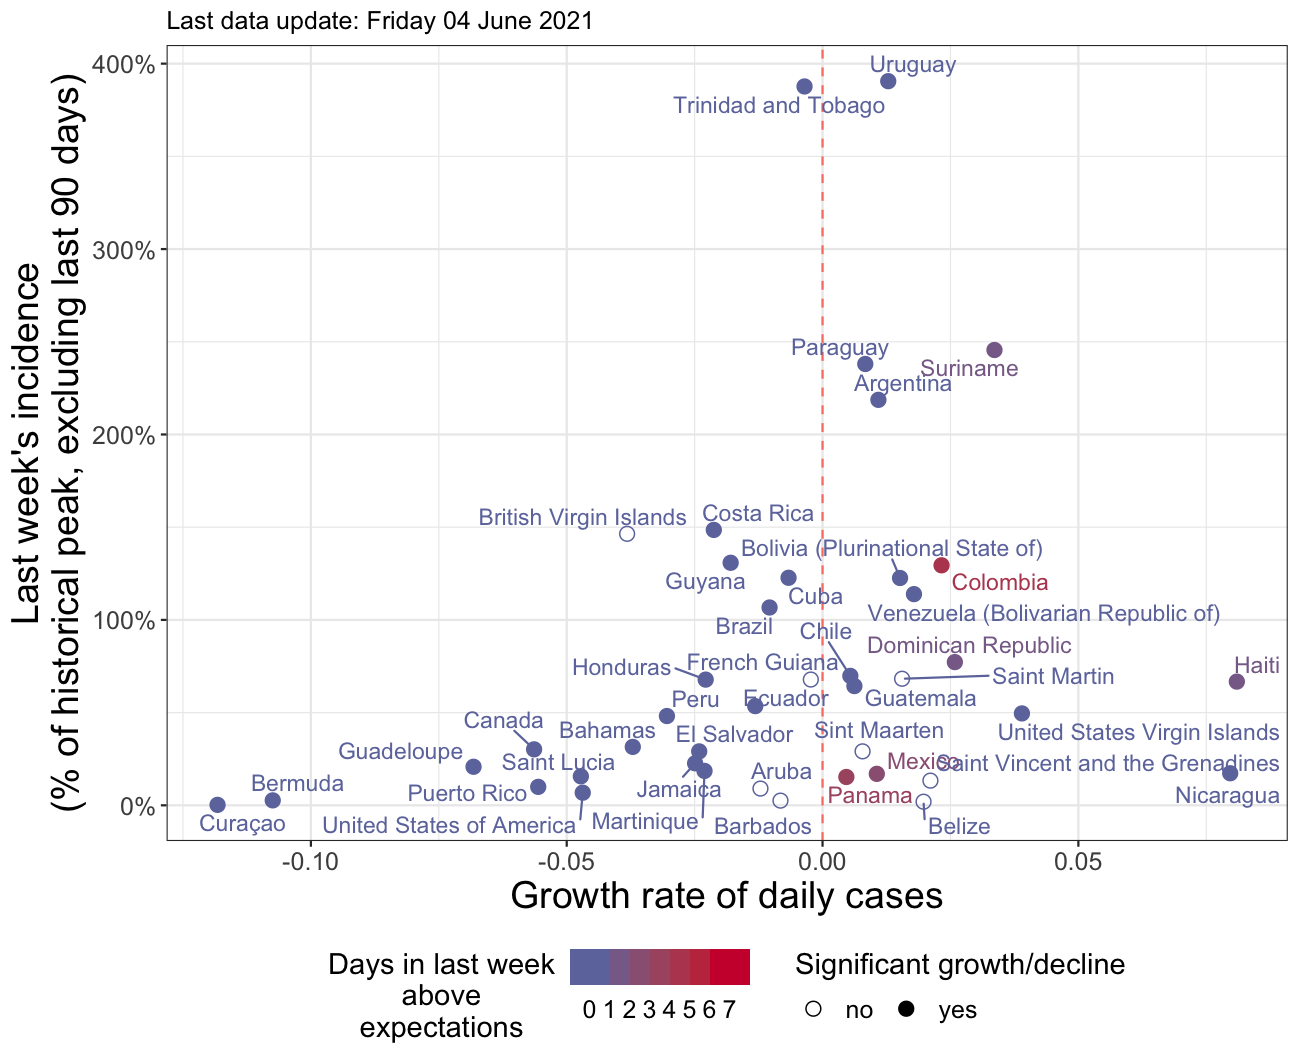 Last data update: Friday 04 June 2021
Last week's incidence
(% of historical peak, excluding last 90 days)
400%
300%
200%
100%
0%
Uruguay
Trinidad and Tobago
Paraguay
Suriname
Argentina
British Virgin Islands
Costa Rica
Bolivia (Plurinational State of)
Guyana
Colombia
Cuba
Venezuela (Bolivarian Republic of)
Brazil
Chile
Dominican Republic
Honduras
French Guiana
Haiti
Saint Martin
Peru
Ecuador
Guatemala
Canada
Bahamas
El Salvador
Sint Maarten
United States Virgin Islands
Guadeloupe
Saint Lucia
Mexico
Saint Vincent and the Grenadines
Bermuda
Aruba
Puerto Rico
Jamaica
Panama
Nicaragua
Curaçao
United States of America
Martinique
Barbados
Belize
-0.10
-0.05
0.00
0.05
Growth rate of daily cases
Days in last week
above
expectations
0 1 2 3 4 5 6 7
Significant growth/decline
no
yes